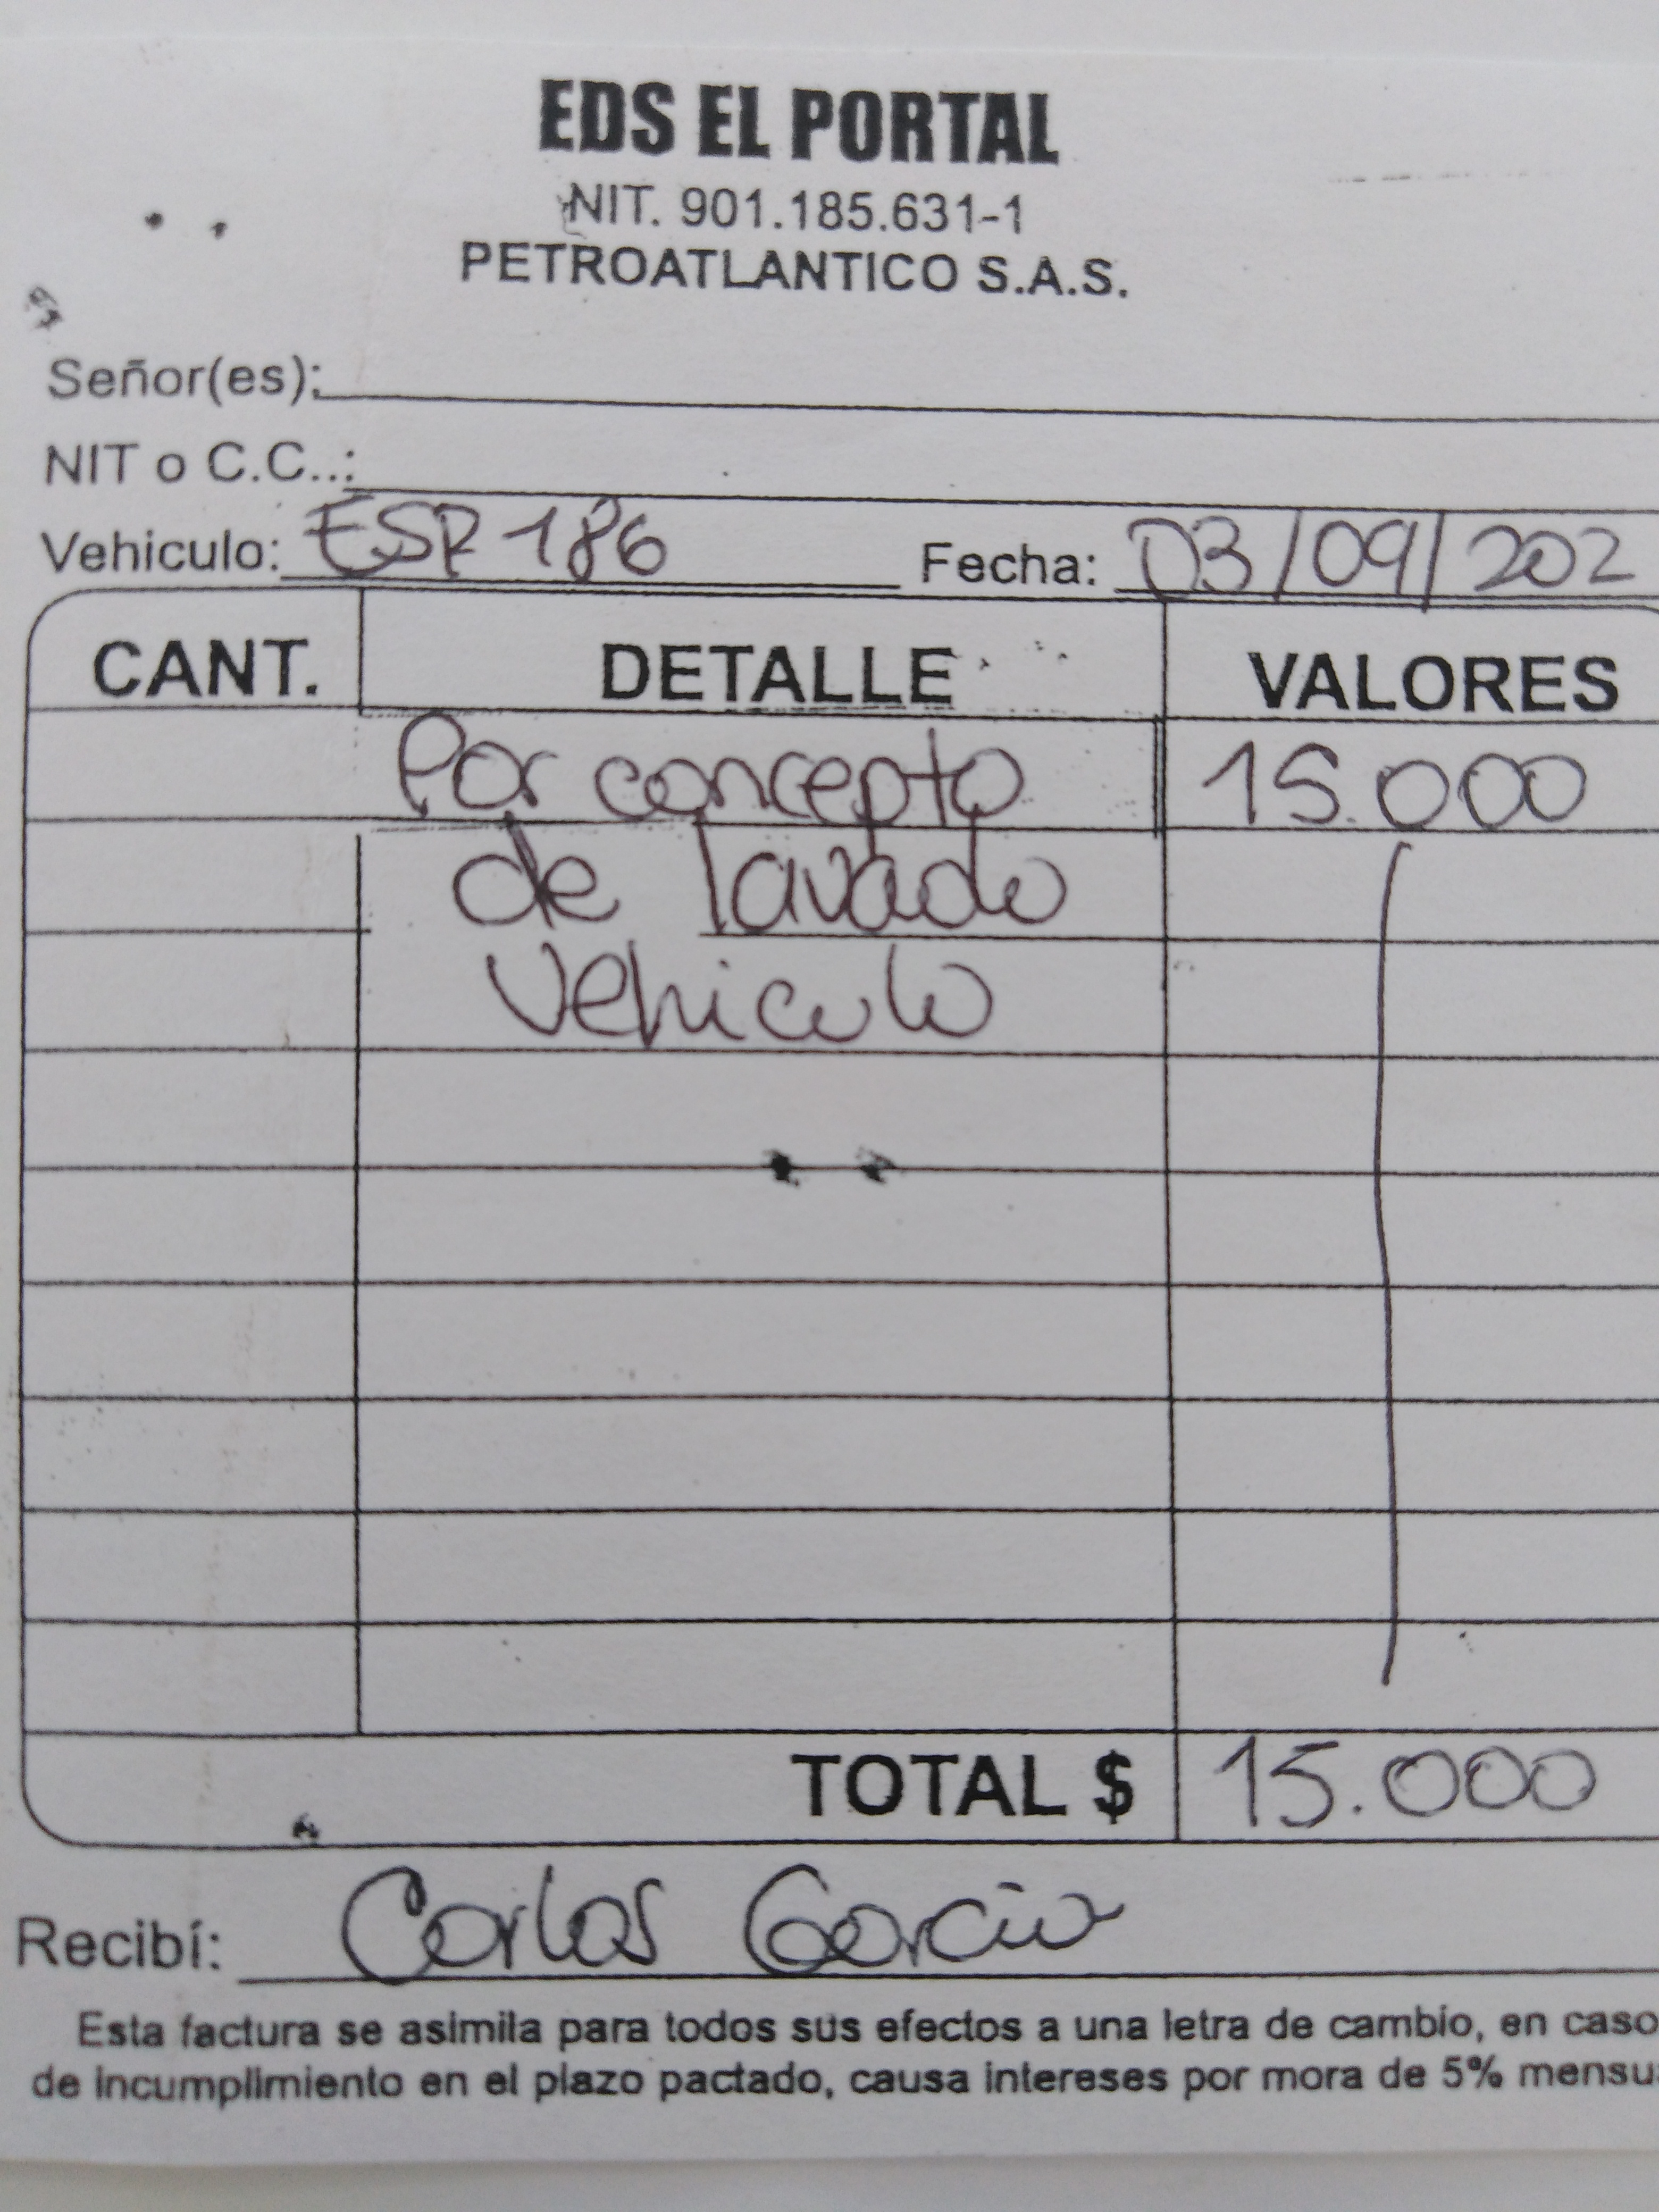 EDS EL PORTAL
NIT. 901.185.631-1
PETROATLANTICO S.A.S.
Señor(es):
NIT o C.C..:
Vehiculo: ESR 186 Fecha: 03/09/202
CANT. DETALLE VALORES
Por concepto 15.000
de lavado
vehiculo
TOTAL $ 15.000
Recibí: Carlos Garcia
Esta factura se asimila para todos sus efectos a una letra de cambio, en caso
de incumplimiento en el plazo pactado, causa intereses por mora de 5%